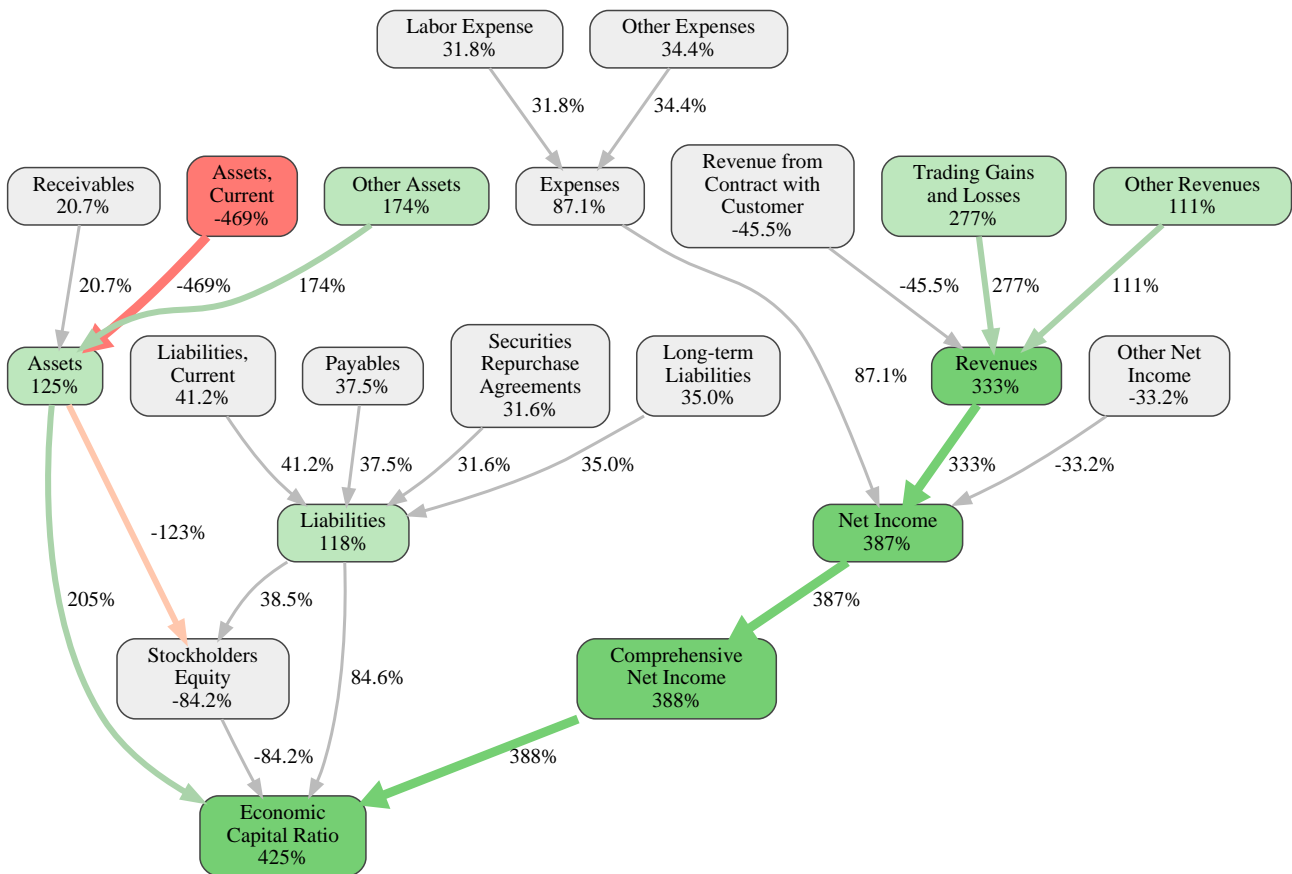 Labor Expense
31.8%
Other Expenses
34.4%
31.8%
34.4%
Receivables
20.7%
Assets,
Current
-469%
Other Assets
174%
Expenses
87.1%
Revenue from
Contract with
Customer
-45.5%
Trading Gains
and Losses
277%
Other Revenues
111%
20.7%
-469%
174%
-45.5%
277%
111%
Assets
125%
Liabilities,
Current
41.2%
Payables
37.5%
Securities
Repurchase
Agreements
31.6%
Long-term
Liabilities
35.0%
87.1%
Revenues
333%
Other Net
Income
-33.2%
41.2%
37.5%
31.6%
35.0%
333%
-33.2%
-123%
Liabilities
118%
Net Income
387%
205%
38.5%
84.6%
387%
Stockholders
Equity
-84.2%
Comprehensive
Net Income
388%
-84.2%
388%
Economic
Capital Ratio
425%